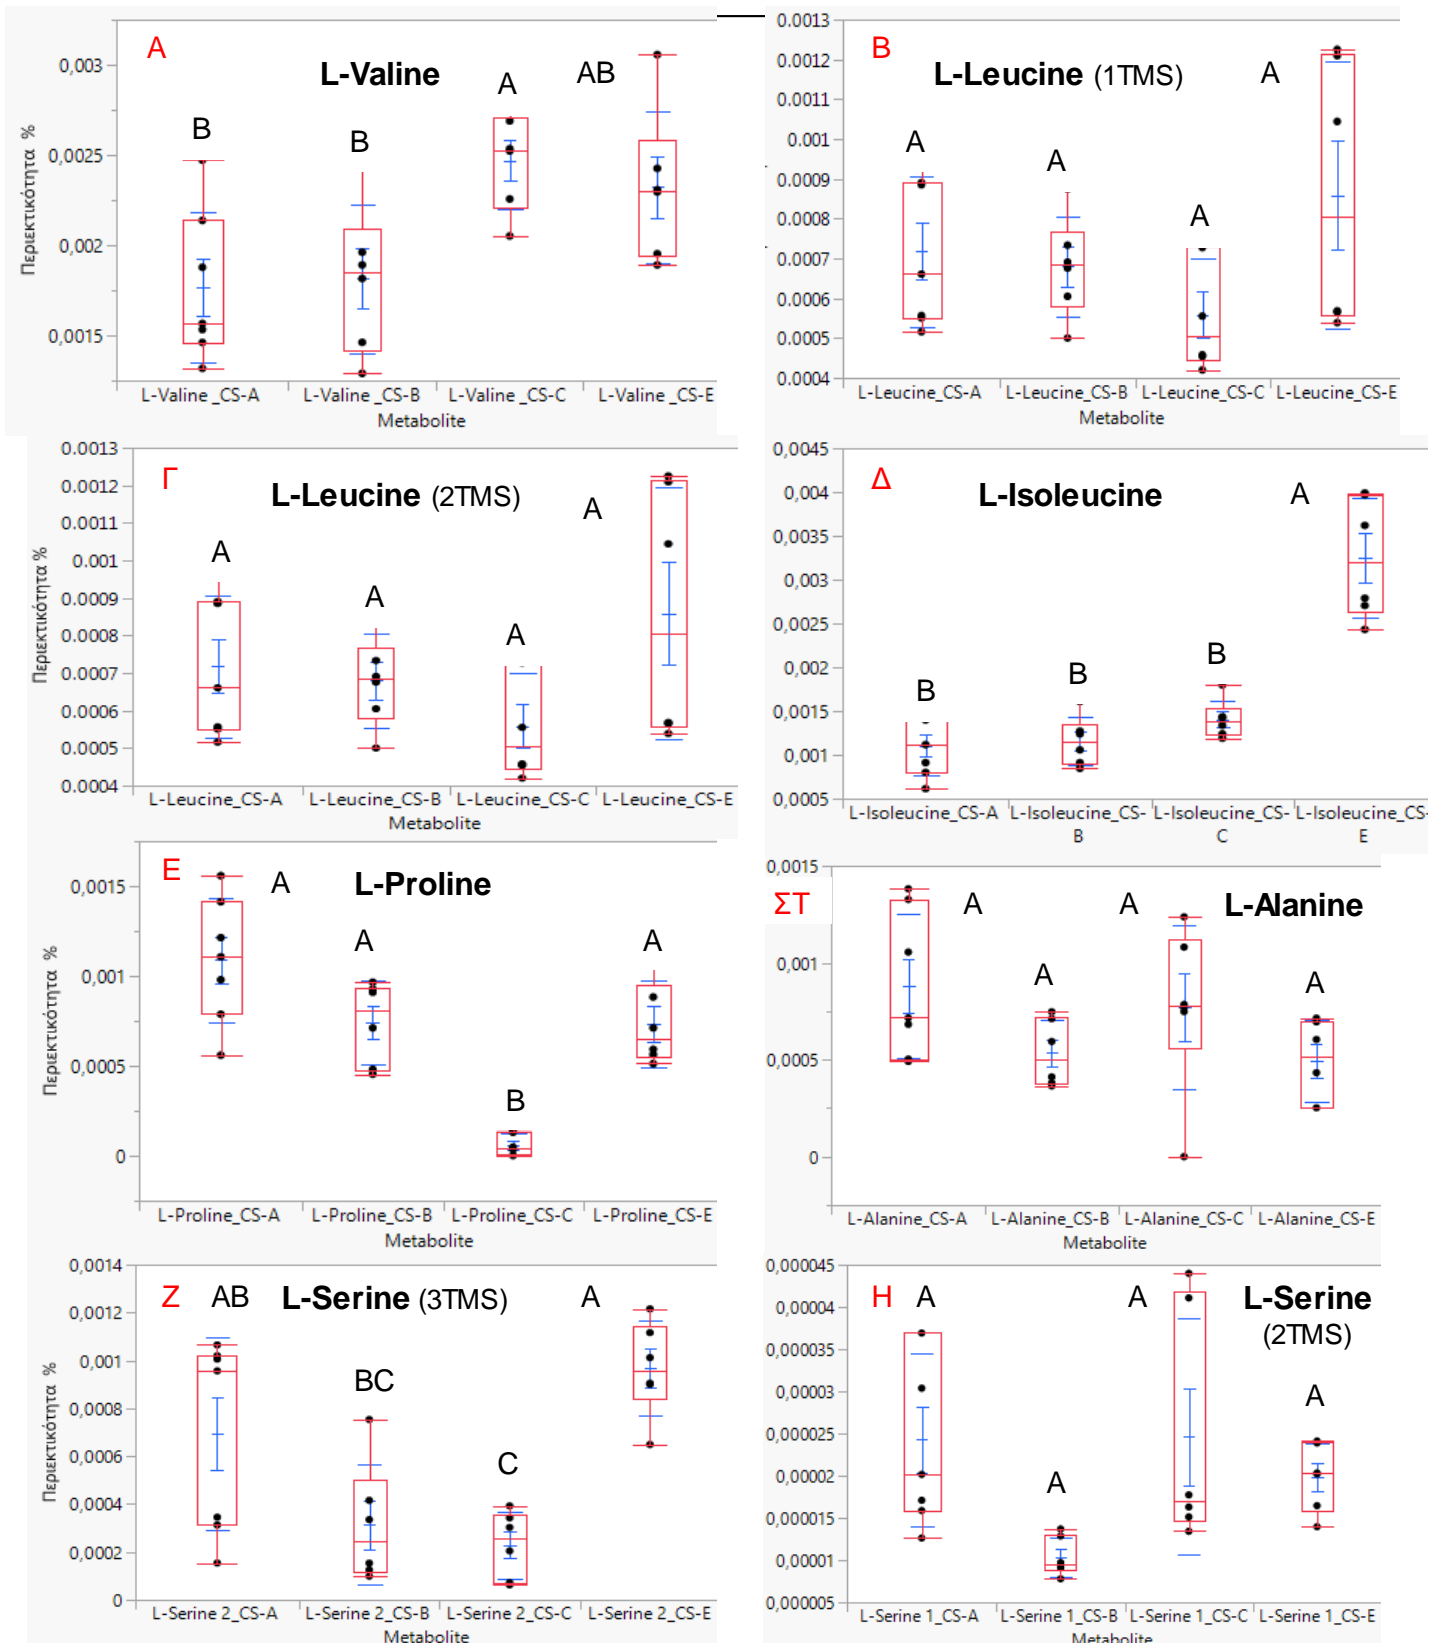 Α
L-Valine
Περιεκτικότητα %
0,003
0,0025
0,002
0,0015
B
B
A
AB
L-Valine _CS-A
L-Valine _CS-B
L-Valine _CS-C
L-Valine _CS-E
Metabolite
Β
L-Leucine (1TMS)
0.0013
0.0012
0.001
0.0009
0.0008
0.0007
0.0006
0.0005
0.0004
A
A
A
A
L-Leucine_CS-A
L-Leucine_CS-B
L-Leucine_CS-C
L-Leucine_CS-E
Metabolite
Γ
L-Leucine (2TMS)
Περιεκτικότητα %
0.0013
0.0012
0.0011
0.001
0.0009
0.0008
0.0007
0.0006
0.0005
0.0004
A
A
A
A
L-Leucine_CS-A
L-Leucine_CS-B
L-Leucine_CS-C
L-Leucine_CS-E
Metabolite
Δ
L-Isoleucine
0,0045
0,004
0,0035
0,003
0,0025
0,002
0,0015
0,001
0,0005
B
B
B
A
L-Isoleucine_CS-A
L-Isoleucine_CS-
B
L-Isoleucine_CS-
C
L-Isoleucine_CS-
E
Ε
L-Proline
Περιεκτικότητα %
0,0015
0,001
0,0005
0
A
A
B
A
L-Proline_CS-A
L-Proline_CS-B
L-Proline_CS-C
L-Proline_CS-E
Metabolite
ΣΤ
L-Alanine
0,0015
0,001
0,0005
0
A
A
A
A
L-Alanine_CS-A
L-Alanine_CS-B
L-Alanine_CS-C
L-Alanine_CS-E
Metabolite
Ζ
L-Serine (3TMS)
Περιεκτικότητα %
0,0014
0,0012
0,001
0,0008
0,0006
0,0004
0,0002
0
AB
BC
C
A
L-Serine 2_CS-A
L-Serine 2_CS-B
L-Serine 2_CS-C
L-Serine 2_CS-E
Metabolite
Η
L-Serine
(2TMS)
0,000045
0,00004
0,000035
0,00003
0,000025
0,00002
0,000015
0,00001
0,000005
A
A
A
A
L-Serine 1_CS-A
L-Serine 1_CS-B
L-Serine 1_CS-C
L-Serine 1_CS-E
Metabolite